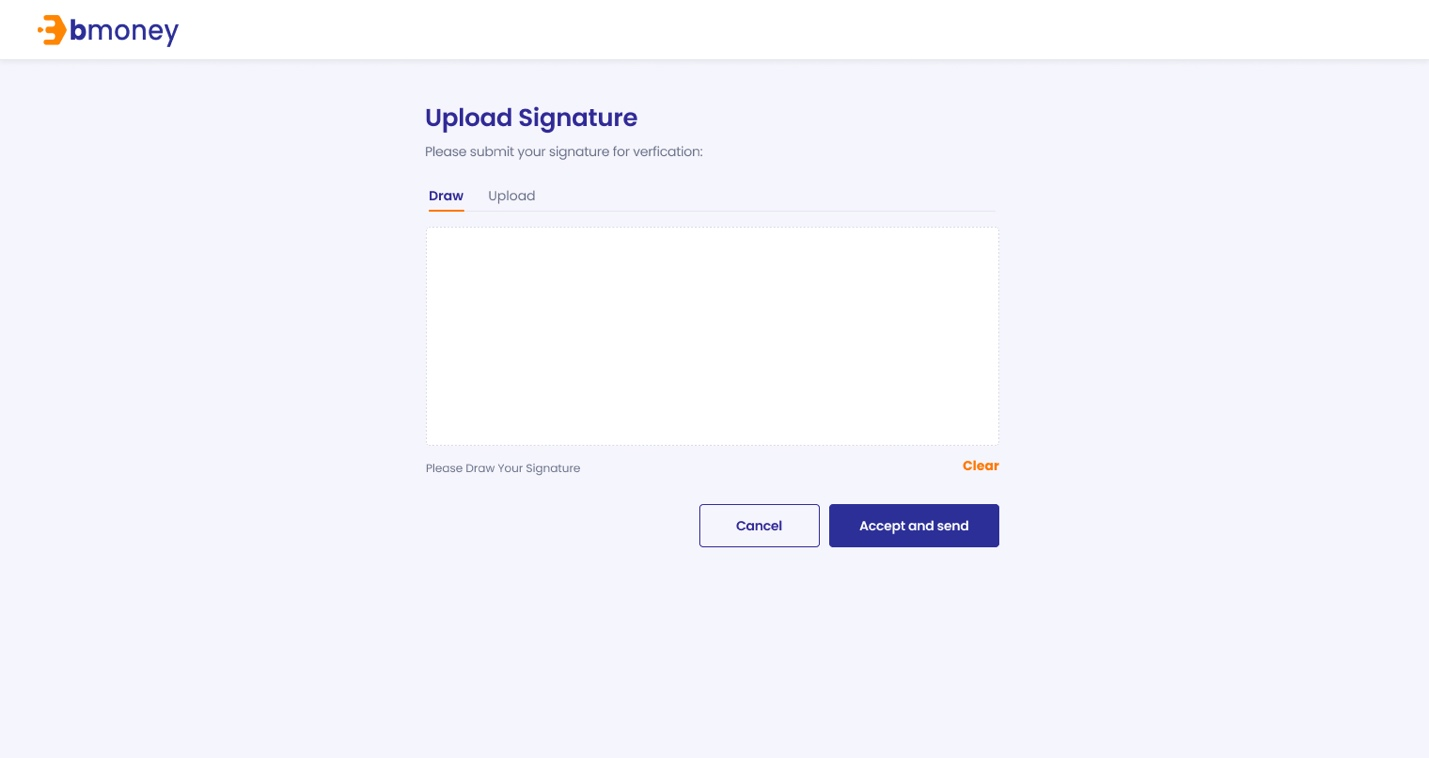 bmoney
Upload Signature
Please submit your signature for verfication:
Draw Upload
Please Draw Your Signature Clear
Cancel Accept and send